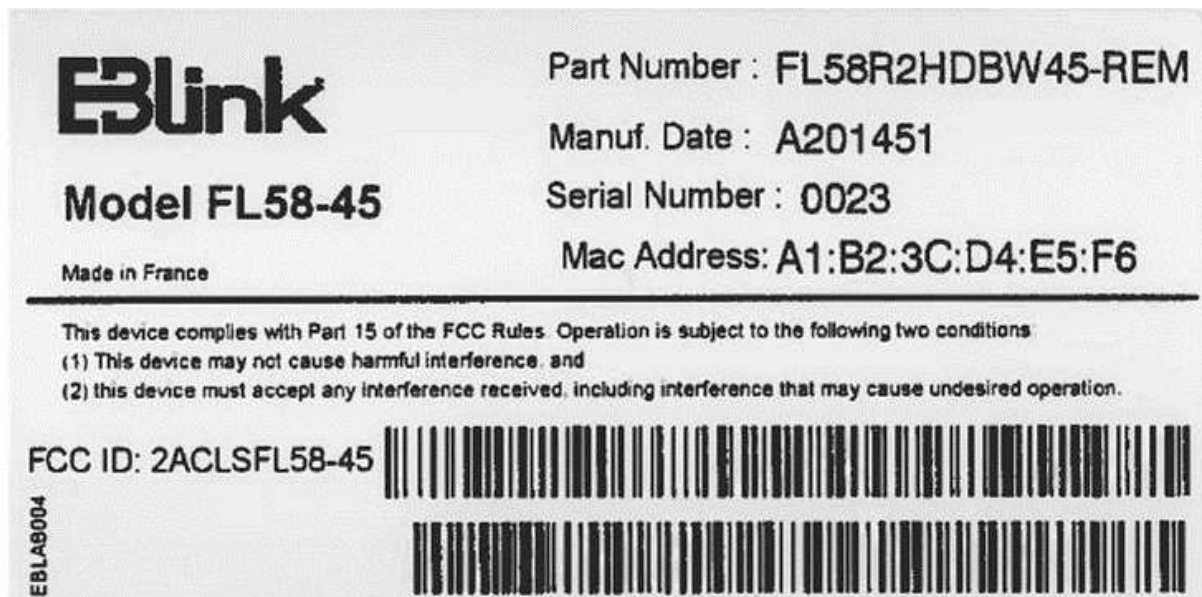 EBlink
Model FL58-45
Made in France
Part Number : FL58R2HDBW45-REM
Manuf. Date : A201451
Serial Number : 0023
Mac Address: A1:B2:3C:D4:E5:F6
This device complies with Part 15 of the FCC Rules. Operation is subject to the following two conditions
(1) This device may not cause harmful interference, and
(2) this device must accept any interference received, including interference that may cause undesired operation.
FCC ID: 2ACLSFL58-45
EBLAB004